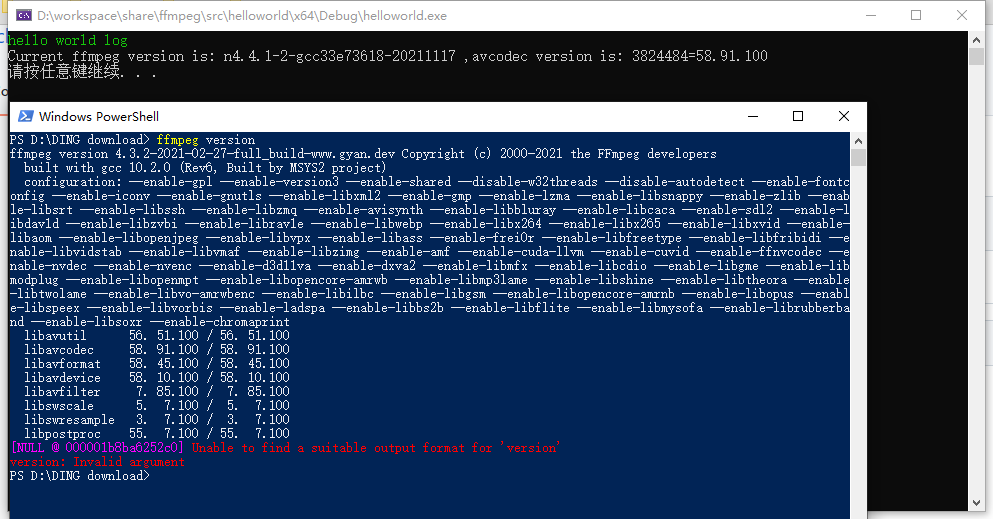 D:\workspace\share\ffmpeg\src\helloworld\x64\Debug\helloworld.exe
hello world log
Current ffmpeg version is: n4.4.1-2-gcc33e73618-20211117 ,avcodec version is: 3824484=58.91.100
请按任意键继续. . .
Windows PowerShell
PS D:\DING download> ffmpeg version
ffmpeg version 4.3.2-2021-02-27-full_build-www.gyan.dev Copyright (c) 2000-2021 the FFmpeg developers
built with gcc 10.2.0 (Rev6, Built by MSYS2 project)
configuration: --enable-gpl --enable-version3 --enable-shared --disable-w32threads --disable-autodetect --enable-fontc
onfig --enable-iconv --enable-gnutls --enable-libxml2 --enable-gmp --enable-lzma --enable-libsnappy --enable-zlib --enab
le-libsrt --enable-libssh --enable-libzmq --enable-avisynth --enable-libbluray --enable-libcaca --enable-sdl2 --enable-l
ibdav1d --enable-libzvbi --enable-librav1e --enable-libwebp --enable-libx264 --enable-libx265 --enable-libxvid --enable-
libaom --enable-libopenjpeg --enable-libvpx --enable-libass --enable-frei0r --enable-libfreetype --enable-libfribidi --e
nable-libvidstab --enable-libvmaf --enable-libzimg --enable-amf --enable-cuda-llvm --enable-cuvid --enable-ffnvcodec --e
nable-nvdec --enable-nvenc --enable-d3d11va --enable-dxva2 --enable-libmfx --enable-libcdio --enable-libgme --enable-lib
modplug --enable-libopenmpt --enable-libopencore-amrwb --enable-libmp3lame --enable-libshine --enable-libtheora --enable
-libtwolame --enable-libvo-amrwbenc --enable-libilbc --enable-libgsm --enable-libopencore-amrnb --enable-libopus --enabl
e-libspeex --enable-libvorbis --enable-ladspa --enable-libbs2b --enable-libflite --enable-libmysofa --enable-librubberba
nd --enable-libsoxr --enable-chromaprint
libavutil 56. 51.100 / 56. 51.100
libavcodec 58. 91.100 / 58. 91.100
libavformat 58. 45.100 / 58. 45.100
libavdevice 58. 10.100 / 58. 10.100
libavfilter 7. 85.100 / 7. 85.100
libswscale 5. 7.100 / 5. 7.100
libswresample 3. 7.100 / 3. 7.100
libpostproc 55. 7.100 / 55. 7.100
[NULL @ 000001b8ba6252c0] Unable to find a suitable output format for 'version'
version: Invalid argument
PS D:\DING download>